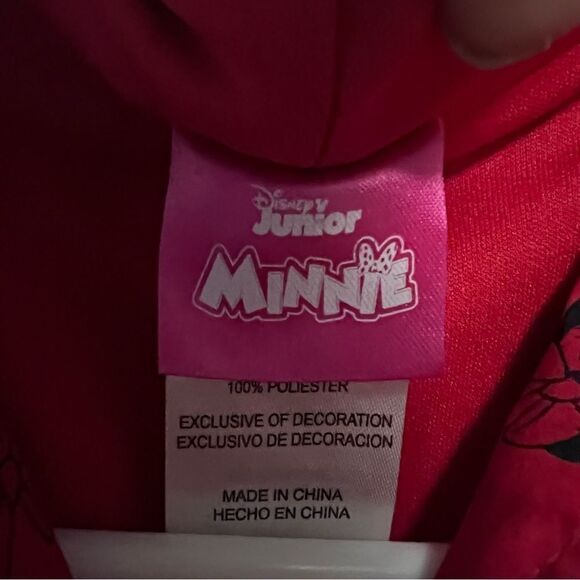 Disney
Junior
MINNIE
100% POLIESTER
EXCLUSIVE OF DECORATION
EXCLUSIVO DE DECORACION
MADE IN CHINA
HECHO EN CHINA